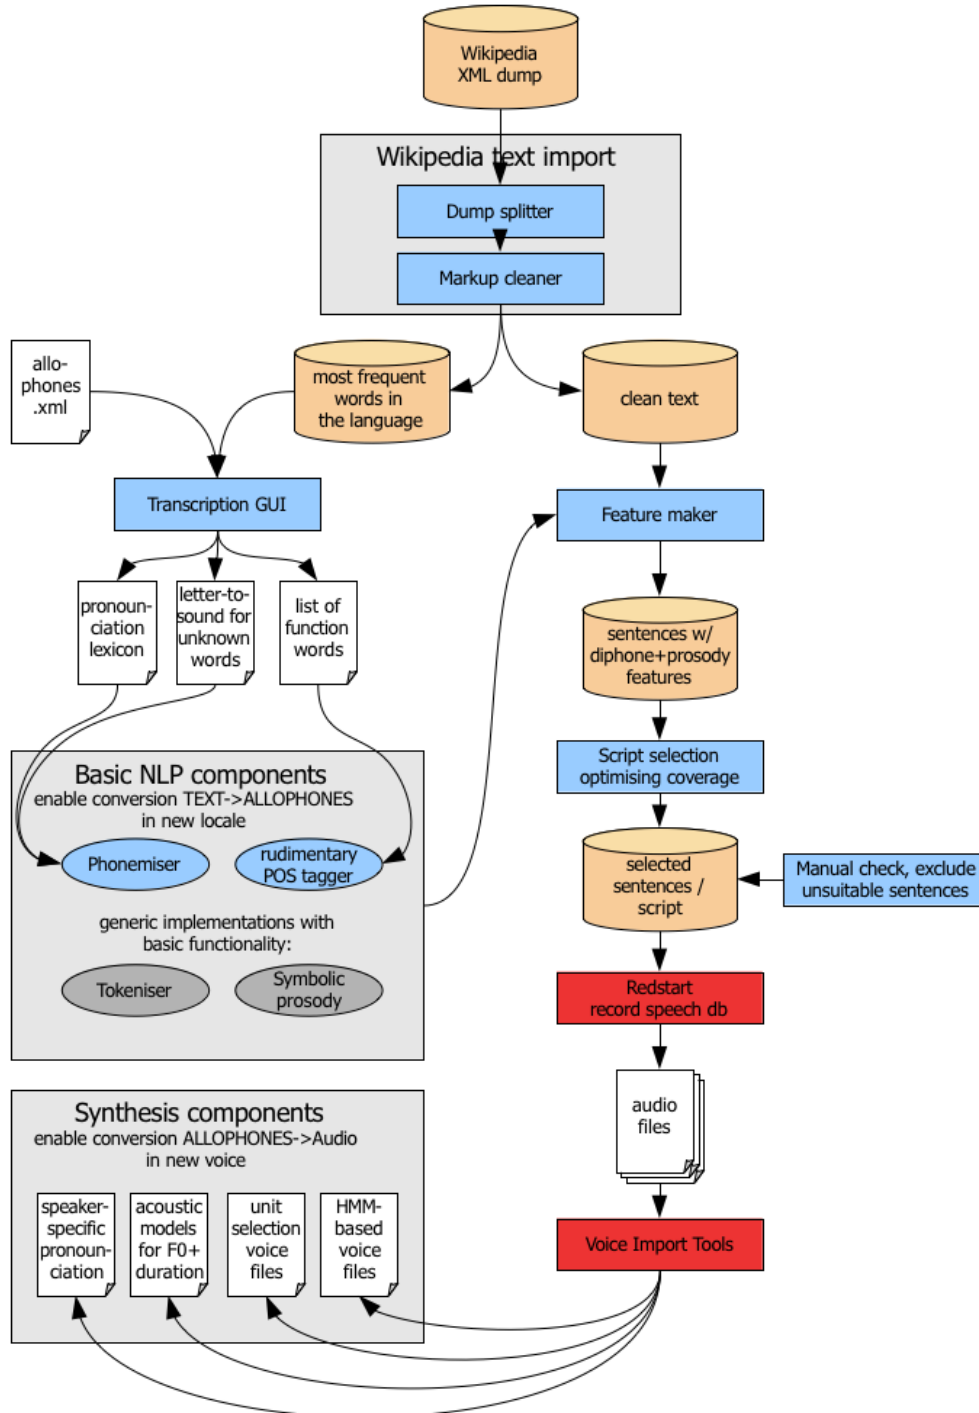 Wikipedia
XML dump
Wikipedia text import
Dump splitter
Markup cleaner
allo-
phones
.xml
most frequent
words in
the language
clean text
Transcription GUI
Feature maker
pronoun-
ciation
lexicon
letter-to-
sound for
unknown
words
list of
function
words
sentences w/
diphone+prosody
features
Script selection
optimising coverage
Basic NLP components
enable conversion TEXT->ALLOPHONES
in new locale
Phonemiser
rudimentary
POS tagger
generic implementations with
basic functionality:
Tokeniser
Symbolic
prosody
selected
sentences /
script
Manual check, exclude
unsuitable sentences
Redstart
record speech db
audio
files
Synthesis components
enable conversion ALLOPHONES->Audio
in new voice
speaker-
specific
pronoun-
ciation
acoustic
models
for F0+
duration
unit
selection
voice
files
HMM-
based
voice
files
Voice Import Tools